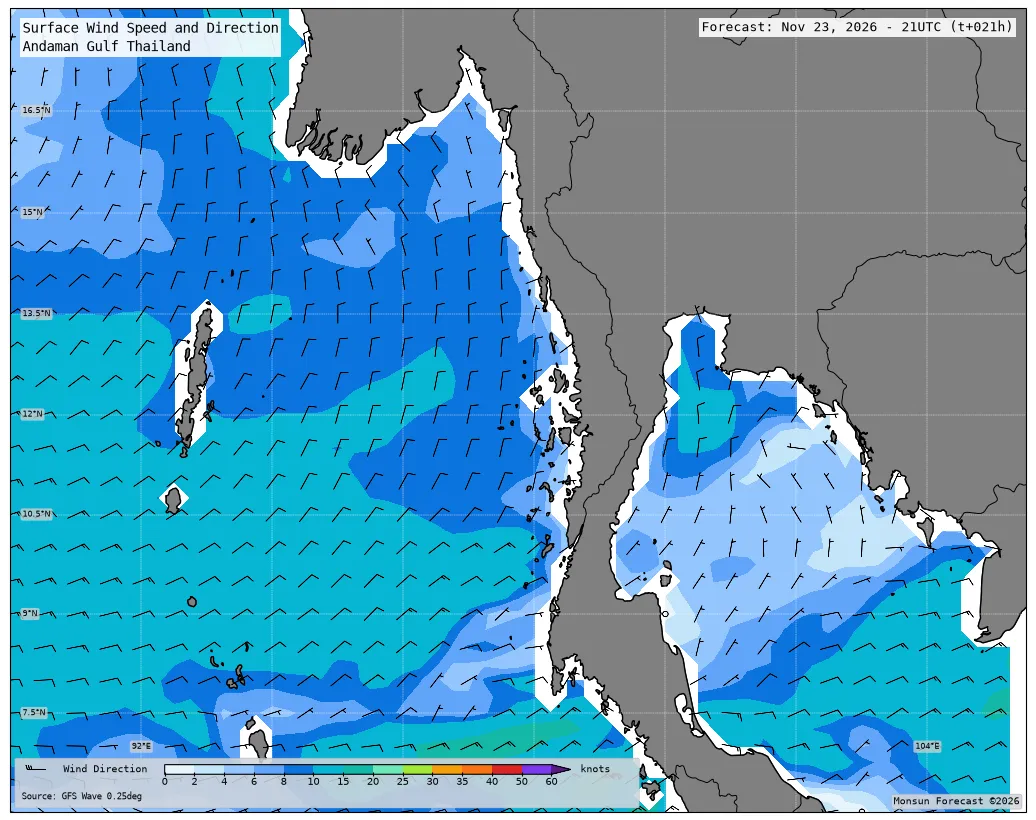 Surface Wind Speed and Direction
Andaman Gulf Thailand
Forecast: Nov 23, 2026 - 21UTC (t+021h)
16.5°N
15°N
13.5°N
12°N
10.5°N
9°N
7.5°N
92°E
104°E
Wind Direction
0 2 4 6 8 10 15 20 25 30 35 40 50 60 knots
Source: GFS Wave 0.25deg
Monsun Forecast ©2026